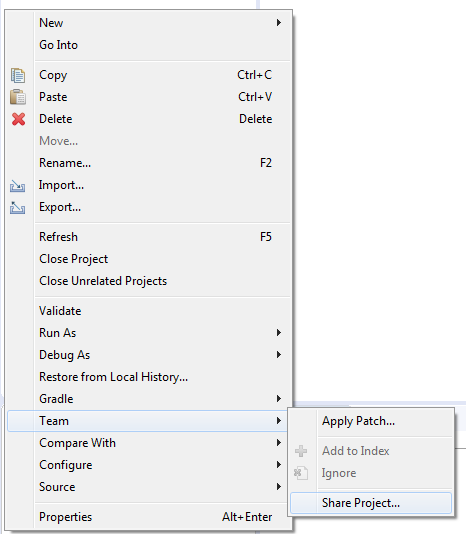 New
Go Into
Copy Ctrl+C
Paste Ctrl+V
Delete Delete
Move...
Rename... F2
Import...
Export...
Refresh F5
Close Project
Close Unrelated Projects
Validate
Run As
Debug As
Restore from Local History...
Gradle
Team
Compare With
Configure
Source
Properties Alt+Enter
Apply Patch...
Add to Index
Ignore
Share Project...